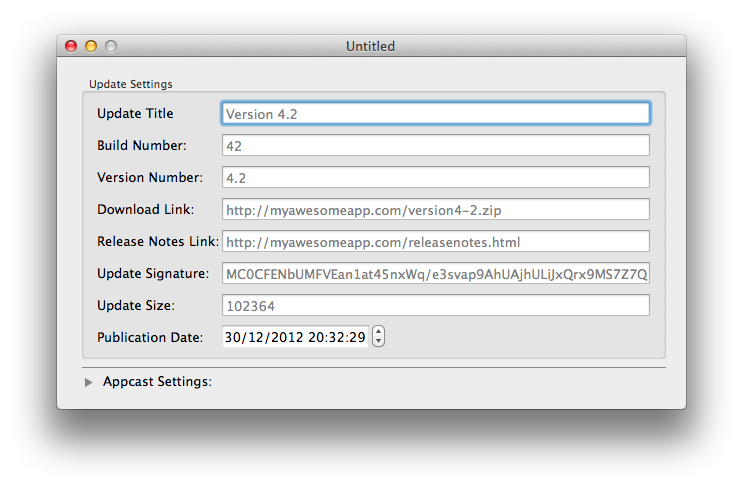 Untitled
Update Settings
Update Title Version 4.2
Build Number: 42
Version Number: 4.2
Download Link: http://myawesomeapp.com/version4-2.zip
Release Notes Link: http://myawesomeapp.com/releasenotes.html
Update Signature: MC0CFENbUMFVEan1at45nxWq/e3svap9AhUAjhULiJxQrx9MS7Z7Q
Update Size: 102364
Publication Date: 30/12/2012 20:32:29
Appcast Settings: